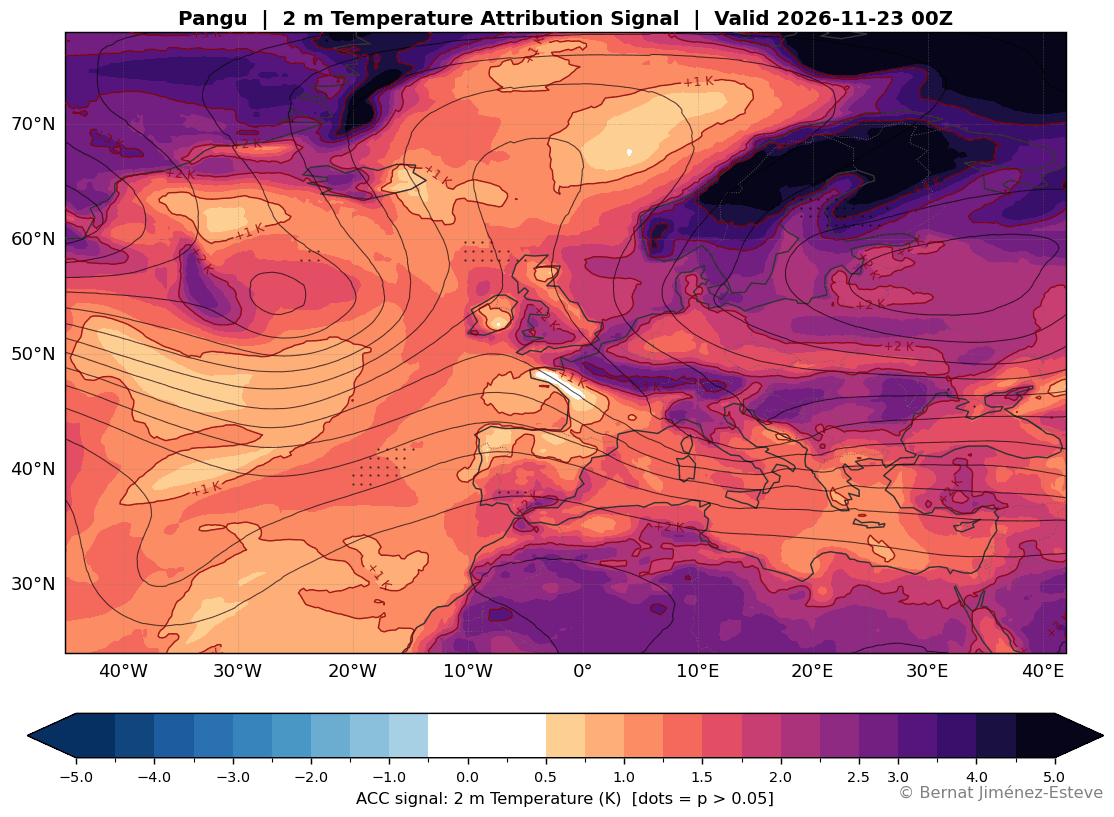 Pangu | 2 m Temperature Attribution Signal | Valid 2026-11-23 00Z
70°N
60°N
50°N
40°N
30°N
+1 K
+1 K
+2 K
+2 K
+1 K
+1 K
+2 K
+2 K
+1 K
+1 K
+1 K
+2 K
40°W
30°W
20°W
10°W
0°
10°E
20°E
30°E
40°E
−5.0
−4.0
−3.0
−2.0
−1.0
0.0
0.5
1.0
1.5
2.0
2.5
3.0
4.0
5.0
ACC signal: 2 m Temperature (K) [dots = p > 0.05]
© Bernat Jiménez-Esteve